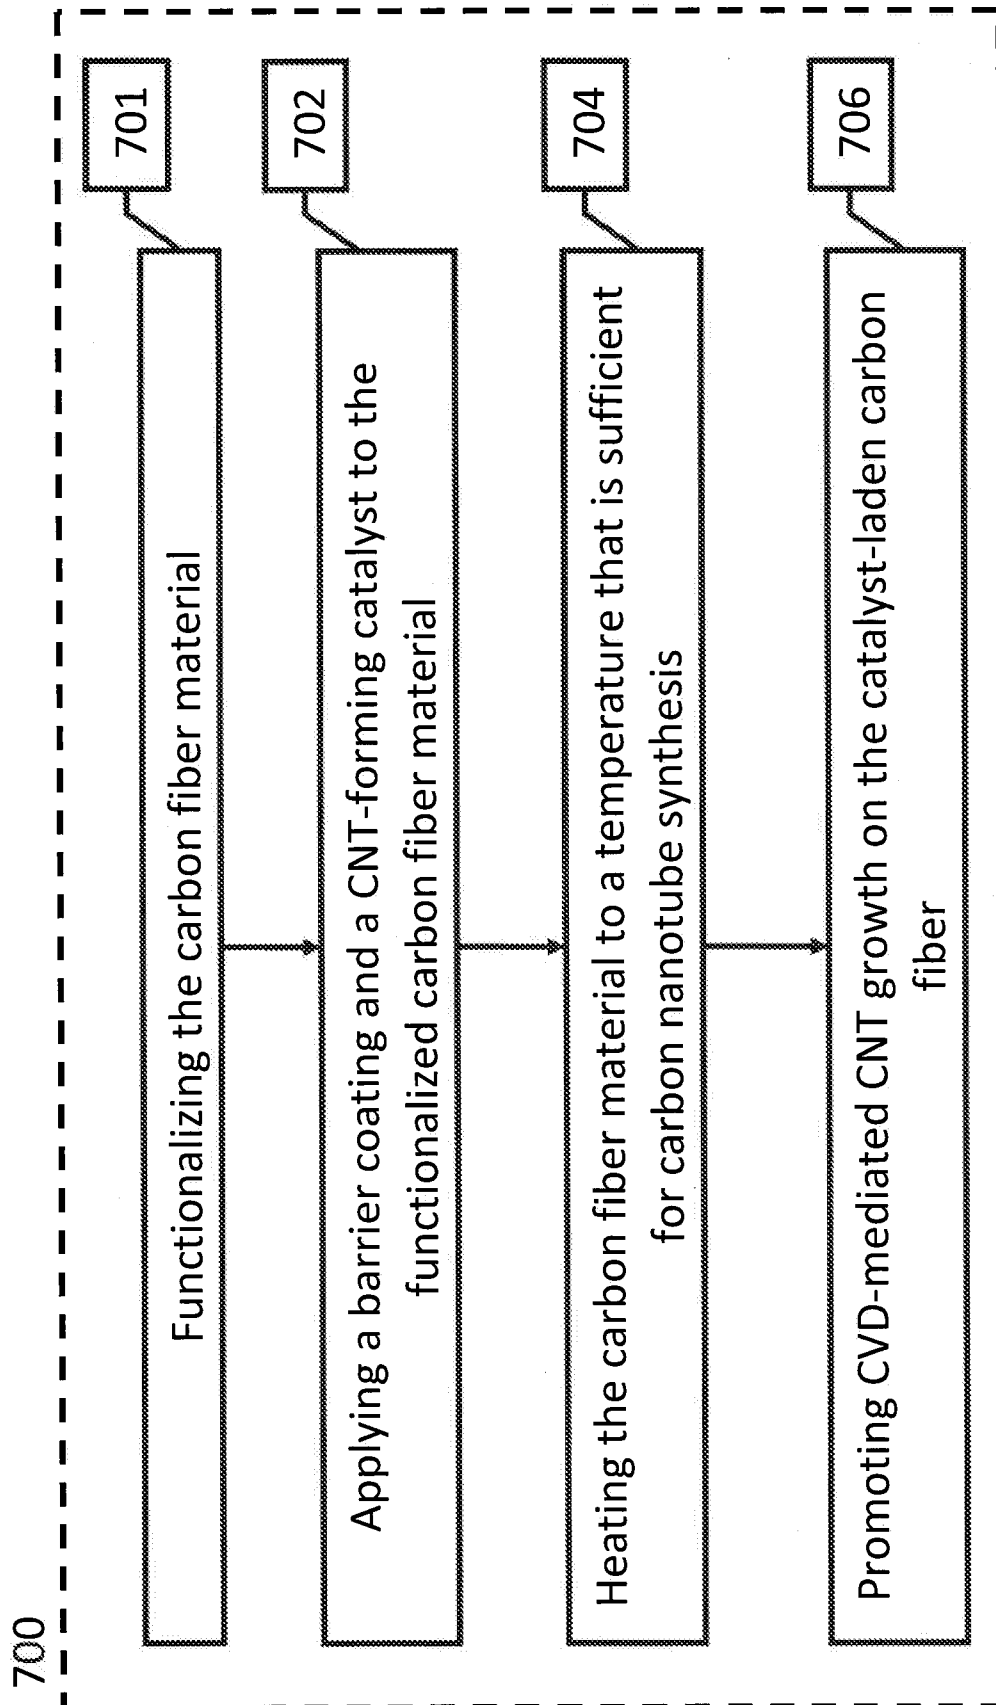 700
Functionalizing the carbon fiber material
701
Applying a barrier coating and a CNT-forming catalyst to the
functionalized carbon fiber material
702
Heating the carbon fiber material to a temperature that is sufficient
for carbon nanotube synthesis
704
Promoting CVD-mediated CNT growth on the catalyst-laden carbon
fiber
706